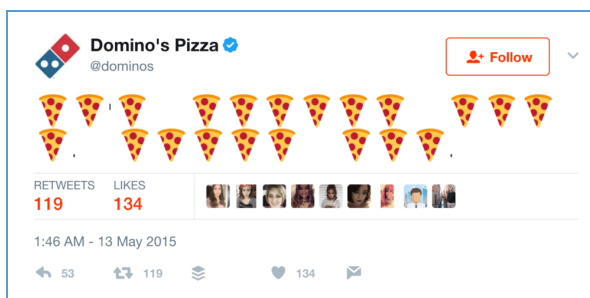 Domino's Pizza
@dominos
Follow
🍕🍕'🍕 🍕🍕🍕🍕🍕🍕 🍕🍕🍕
🍕. 🍕🍕🍕🍕🍕 🍕🍕🍕.
RETWEETS LIKES
119 134
1:46 AM - 13 May 2015
53 119 134